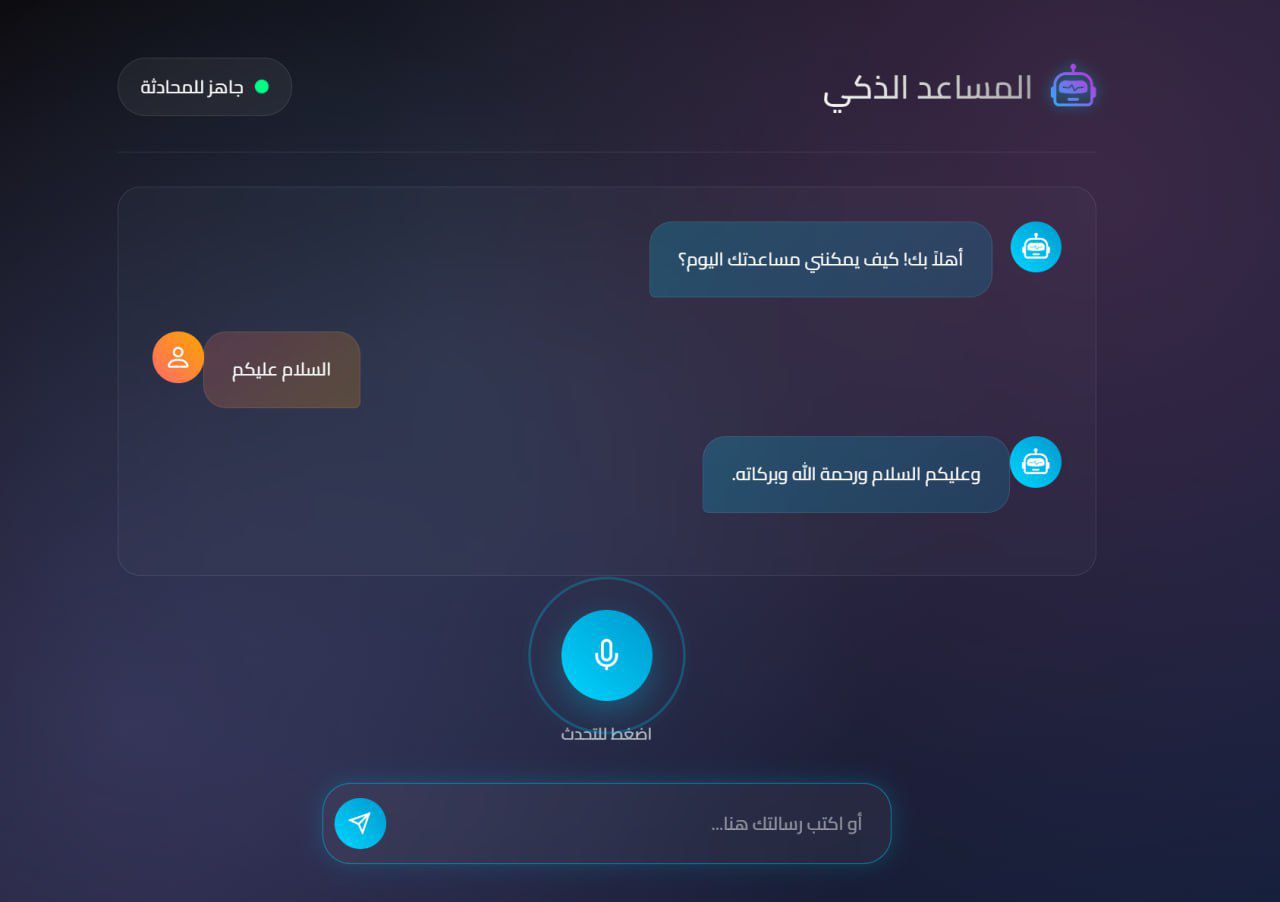 المساعد الذكي
جاهز للمحادثة
أهلاً بك! كيف يمكنني مساعدتك اليوم؟
السلام عليكم
وعليكم السلام ورحمة الله وبركاته.
اضغط للتحدث
أو اكتب رسالتك هنا...